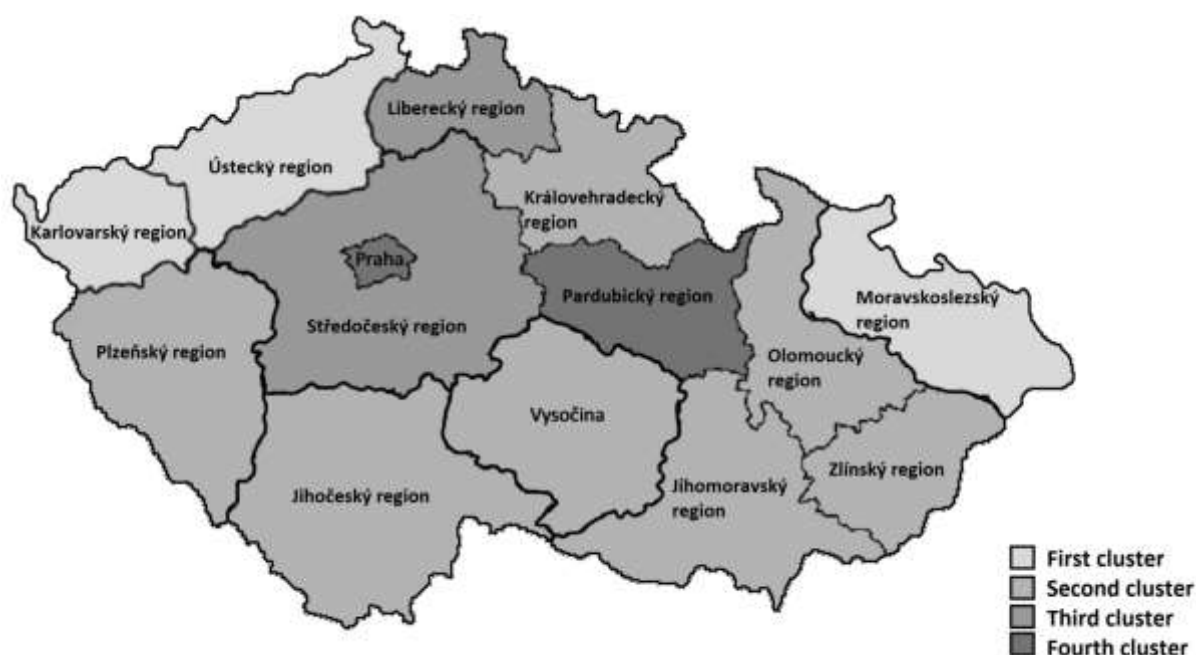 Liberecký region
Ústecký region
Královehradecký
region
Karlovarský region
Praha
Pardubický region
Moravskoslezský
region
Středočeský region
Plzeňský region
Olomoucký
region
Vysočina
Zlínský region
Jihočeský region
Jihomoravský
region
First cluster
Second cluster
Third cluster
Fourth cluster